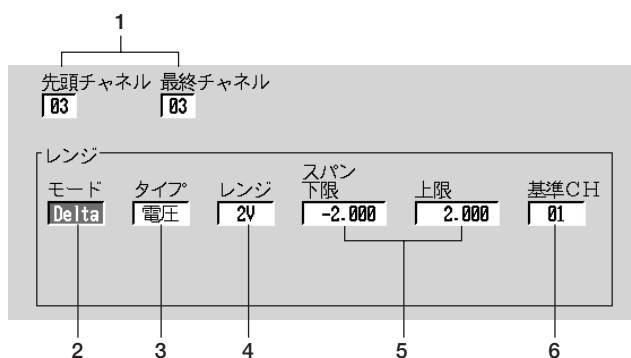 1
先頭チャネル 最終チャネル
03 03
レンジ
モード タイプ レンジ スパン下限 上限 基準CH
Delta 電圧 2V -2.000 2.000 01
2 3 4 5 6